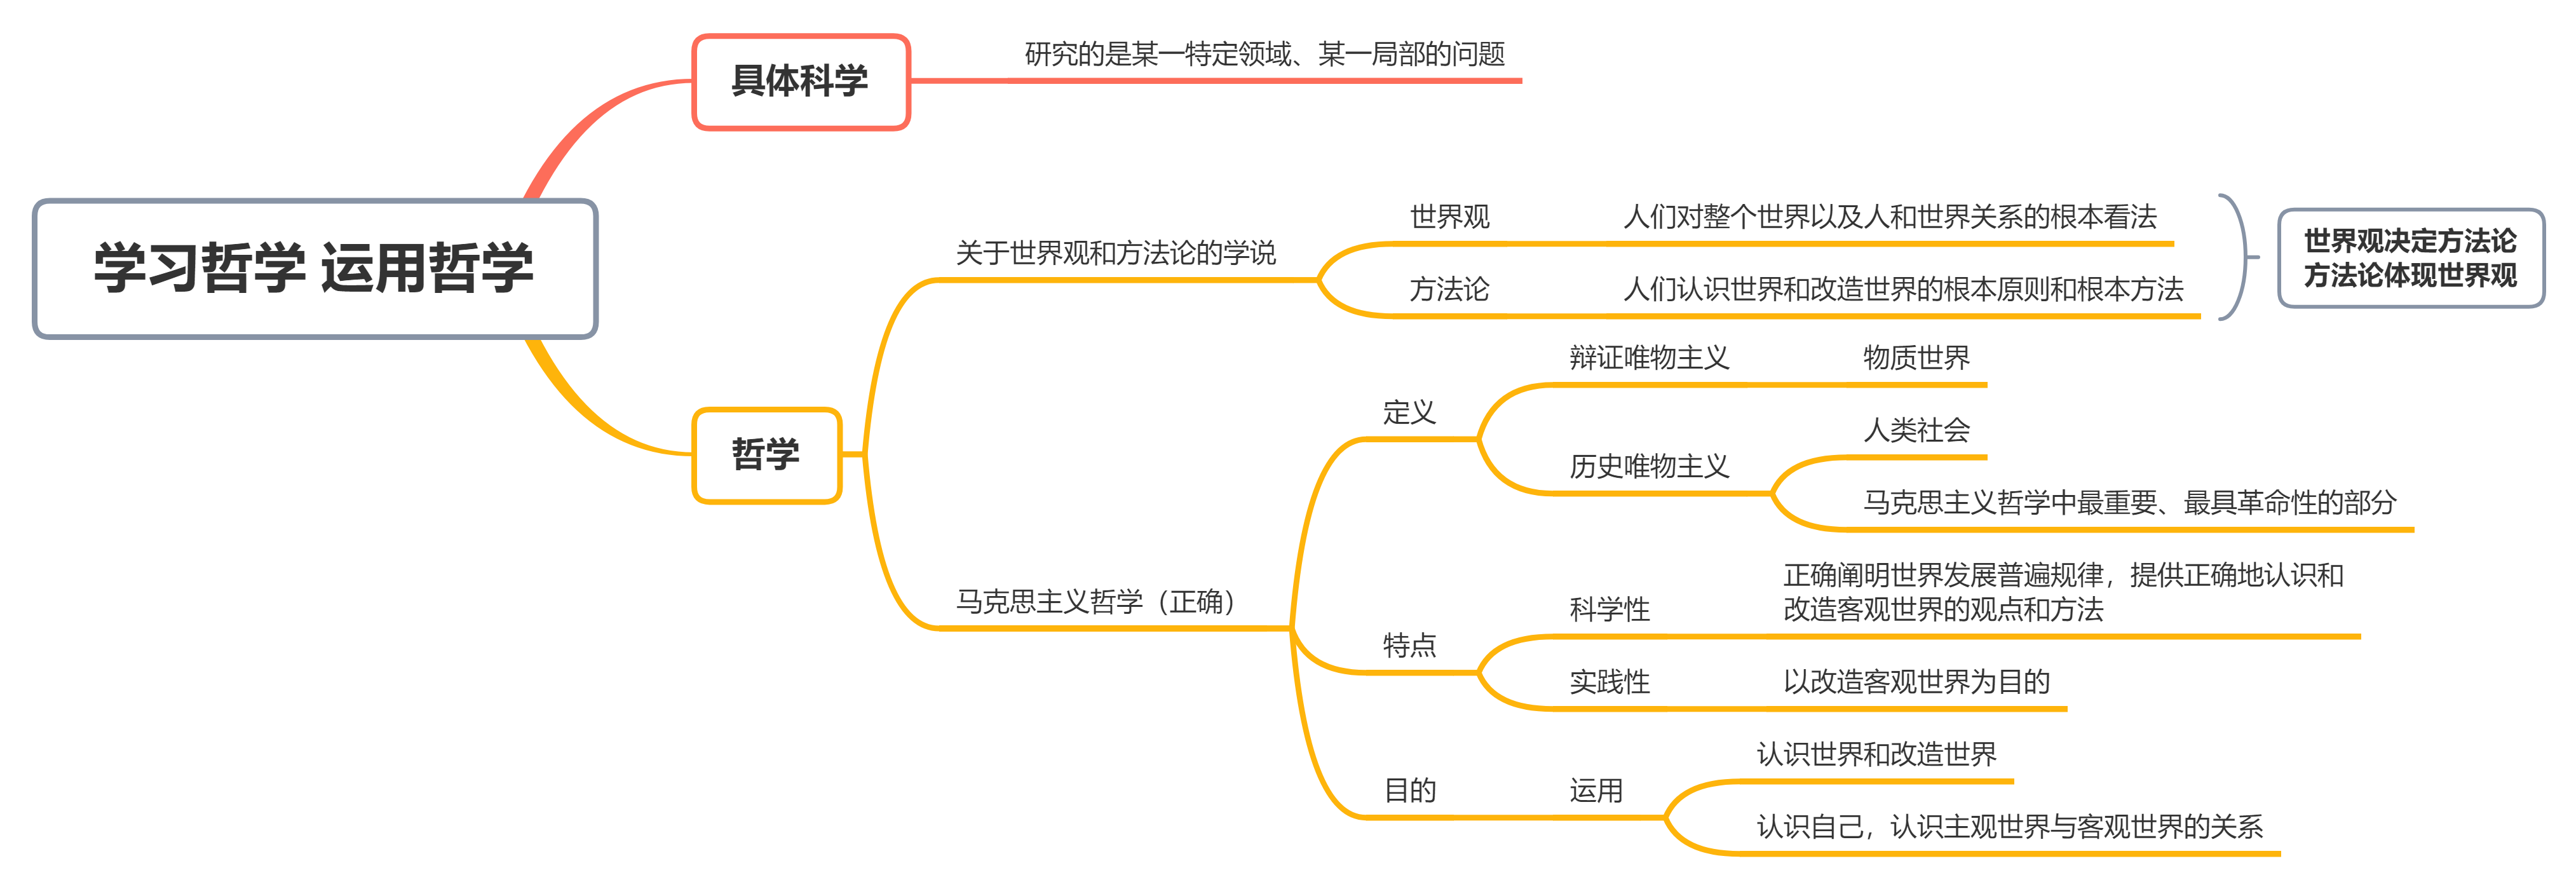 学习哲学 运用哲学
具体科学
研究的是某一特定领域、某一局部的问题
哲学
关于世界观和方法论的学说
世界观
人们对整个世界以及人和世界关系的根本看法
方法论
人们认识世界和改造世界的根本原则和根本方法
世界观决定方法论
方法论体现世界观
马克思主义哲学（正确）
定义
辩证唯物主义
物质世界
历史唯物主义
人类社会
马克思主义哲学中最重要、最具革命性的部分
特点
科学性
正确阐明世界发展普遍规律，提供正确地认识和
改造客观世界的观点和方法
实践性
以改造客观世界为目的
目的
运用
认识世界和改造世界
认识自己，认识主观世界与客观世界的关系